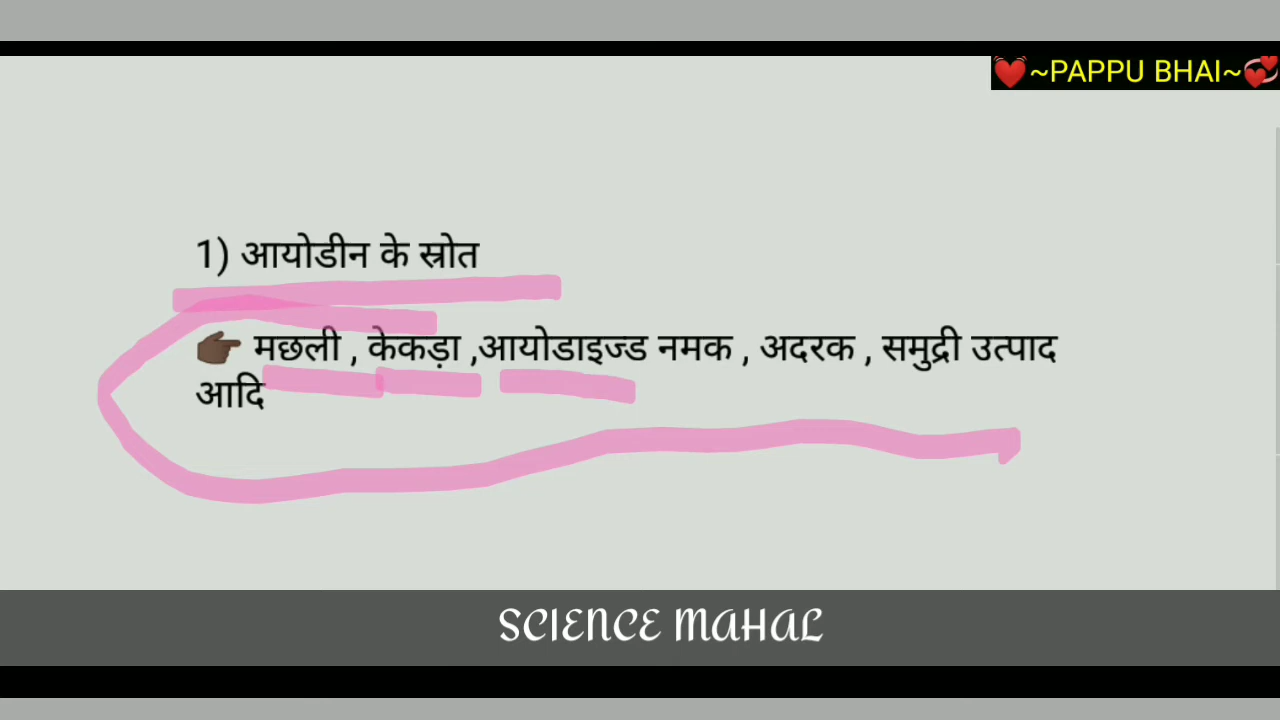 💓~PAPPU BHAI~💞
1) आयोडीन के स्रोत
👉🏿 मछली , केकड़ा ,आयोडाइज्ड नमक , अदरक , समुद्री उत्पाद
आदि
SCIENCE MAHAL